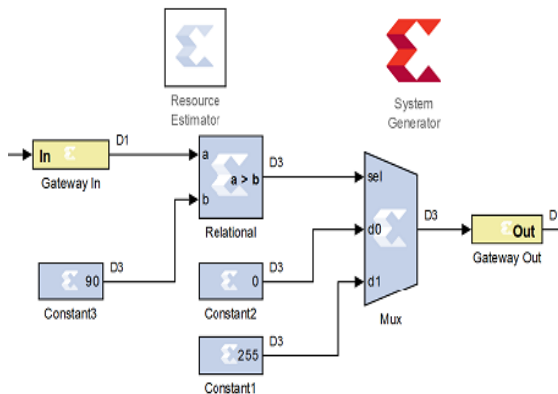 Resource
Estimator
System
Generator
In
D1
Gateway In
a
b
a > b
D3
Relational
90
D3
Constant3
0
D3
Constant2
255
D3
Constant1
sel
d0
d1
Mux
D3
Out
Gateway Out
D